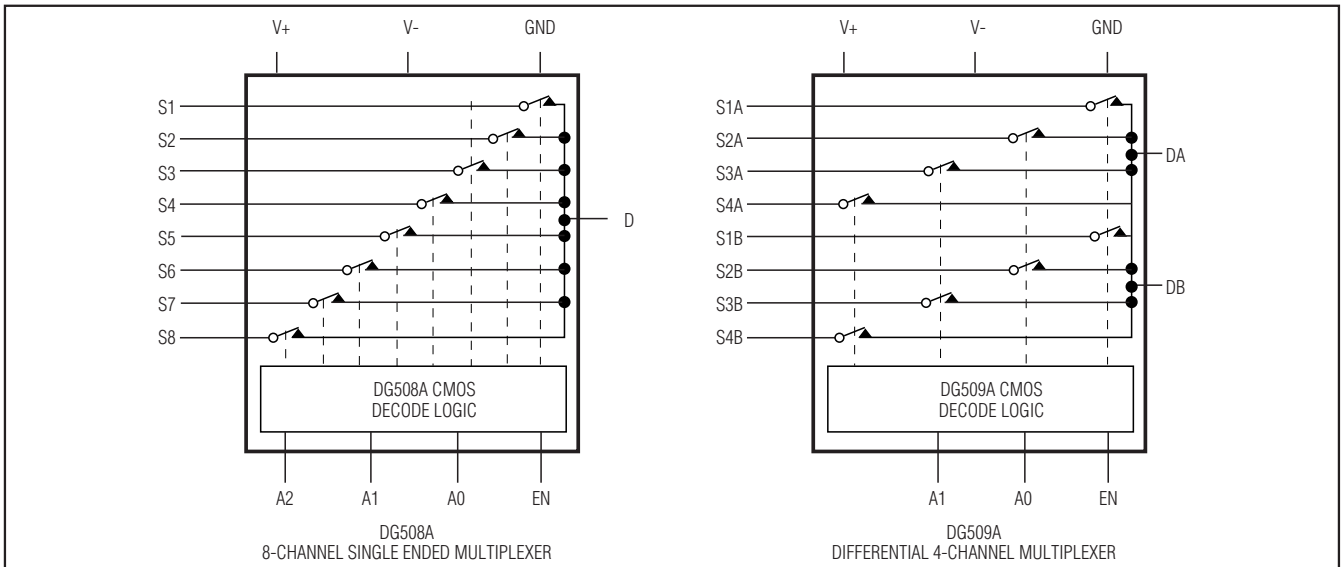 V+ V- GND
S1
S2
S3
S4
S5
S6
S7
S8
D
DG508A CMOS
DECODE LOGIC
A2 A1 A0 EN
DG508A
8-CHANNEL SINGLE ENDED MULTIPLEXER
V+ V- GND
S1A
S2A
DA
S3A
S4A
S1B
S2B
DB
S3B
S4B
DG509A CMOS
DECODE LOGIC
A1 A0 EN
DG509A
DIFFERENTIAL 4-CHANNEL MULTIPLEXER